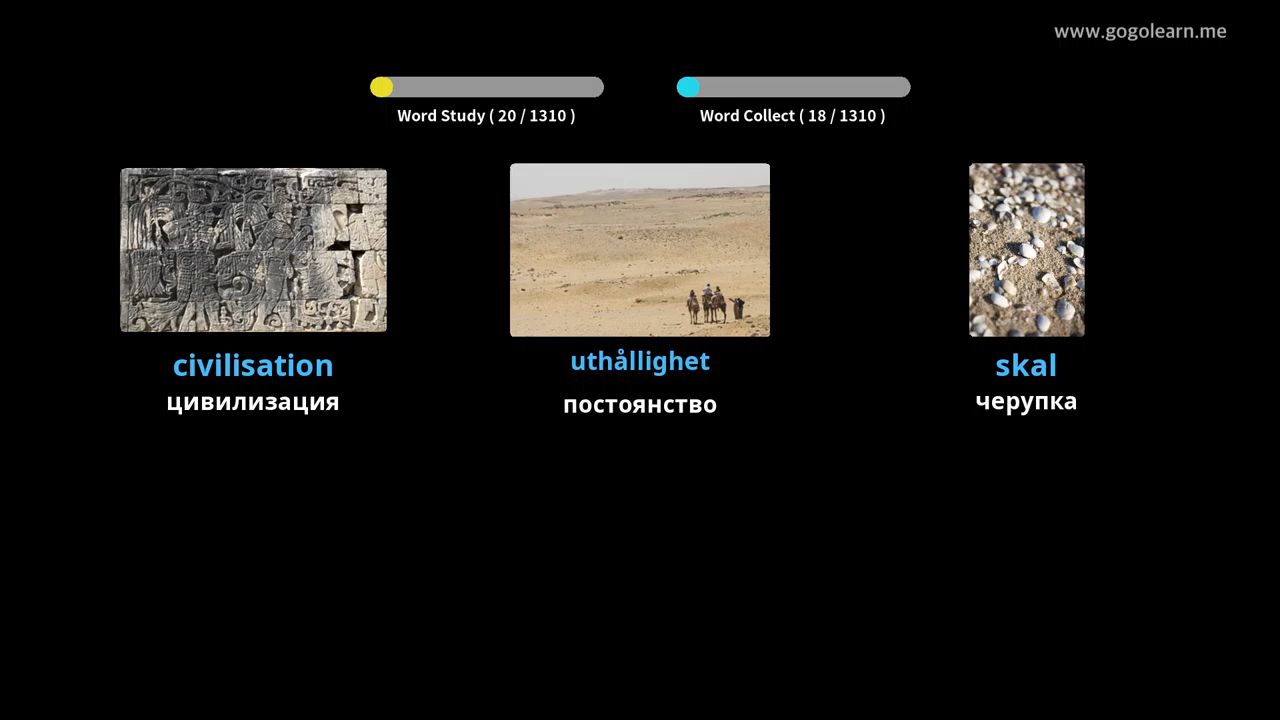 www.gogolearn.me
Word Study ( 20 / 1310 )
Word Collect ( 18 / 1310 )
civilisation
цивилизация
uthållighet
постоянство
skal
черупка